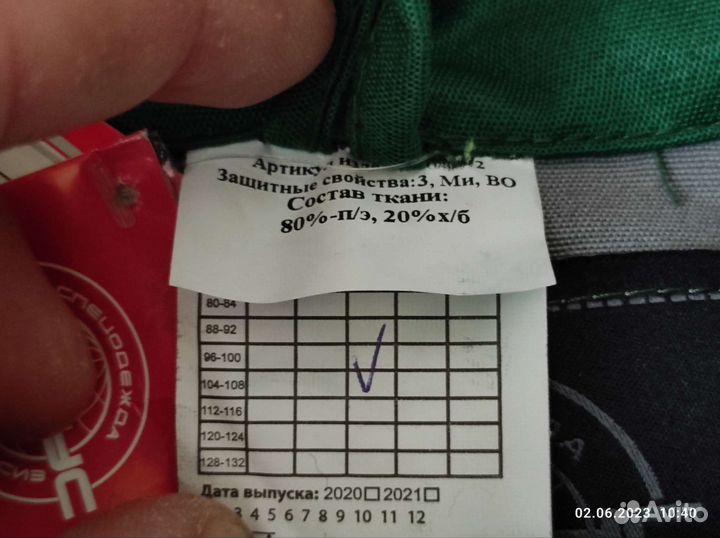 Защитные свойства:З, Ми, ВО
Состав ткани:
80%-п/э, 20%х/б
80-84
88-92
96-100
104-108
112-116
120-124
128-132
Дата выпуска: 2020☐ 2021☐
3 4 5 6 7 8 9 10 11 12
СПЕЦОДЕЖДА
02.06.2023 10:40
Avito